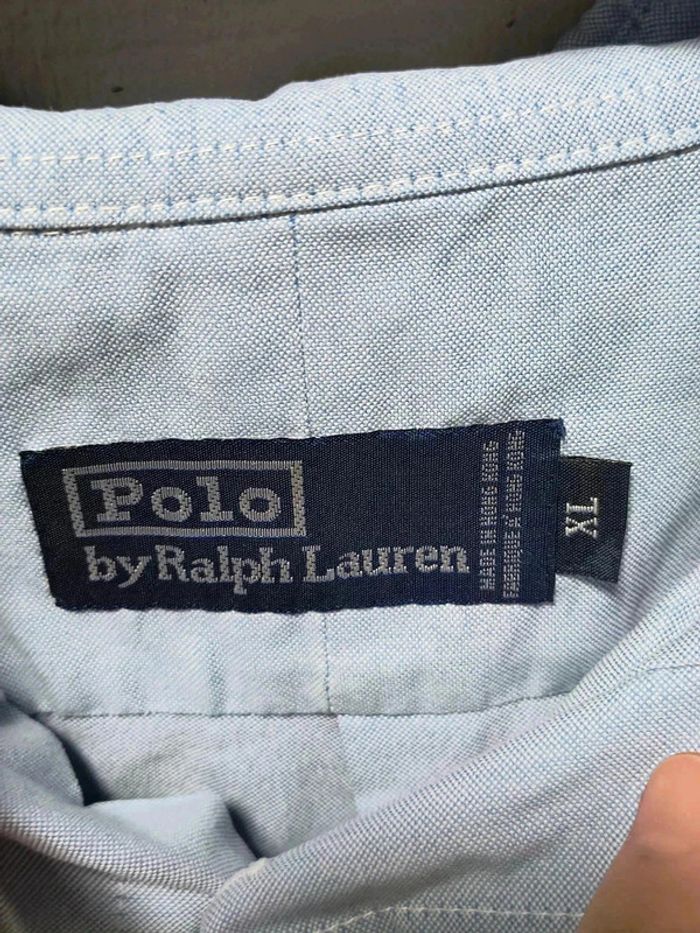 Polo
by Ralph Lauren
MADE IN HONG KONG
FABRIQUE A' HONG KONG
XL